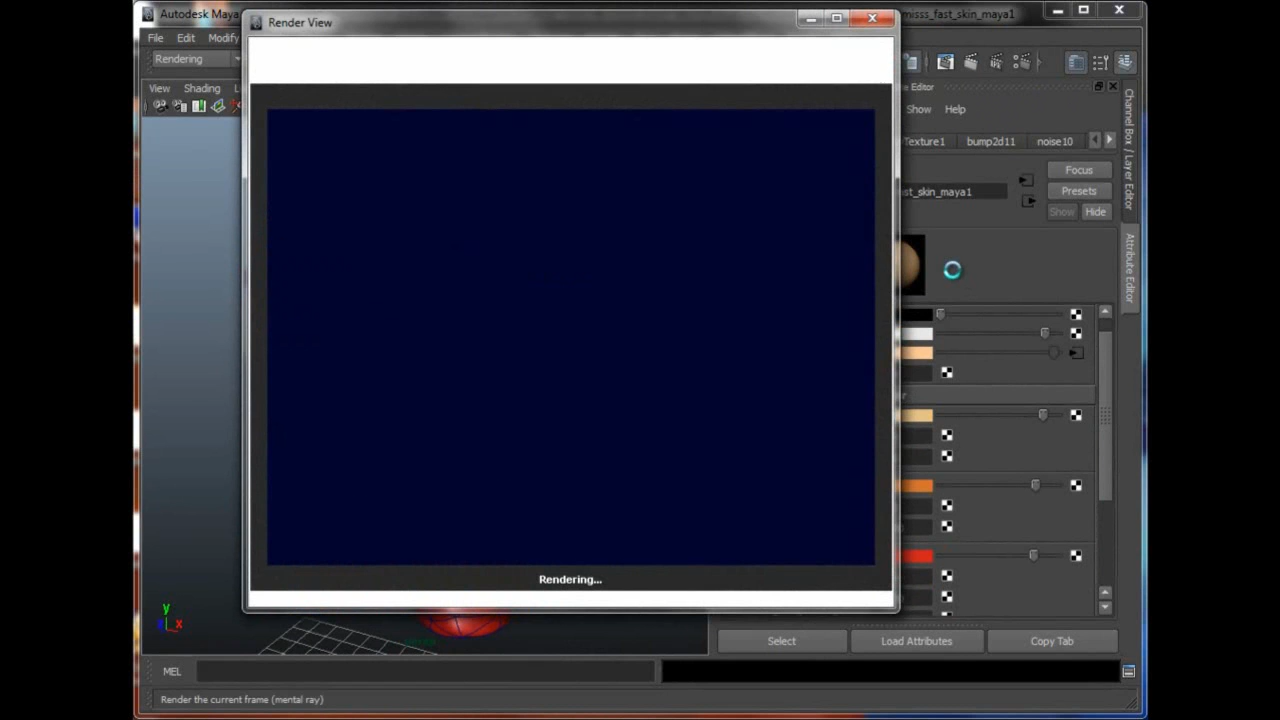 Autodesk Maya
Render View
misss_fast_skin_maya1
File Edit Modify
Rendering
View Shading
Editor
Show Help
Texture1 bump2d11 noise10
Focus
ast_skin_maya1
Presets
Show Hide
Channel Box / Layer Editor
Attribute Editor
Rendering...
y
x
Select Load Attributes Copy Tab
MEL
Render the current frame (mental ray)